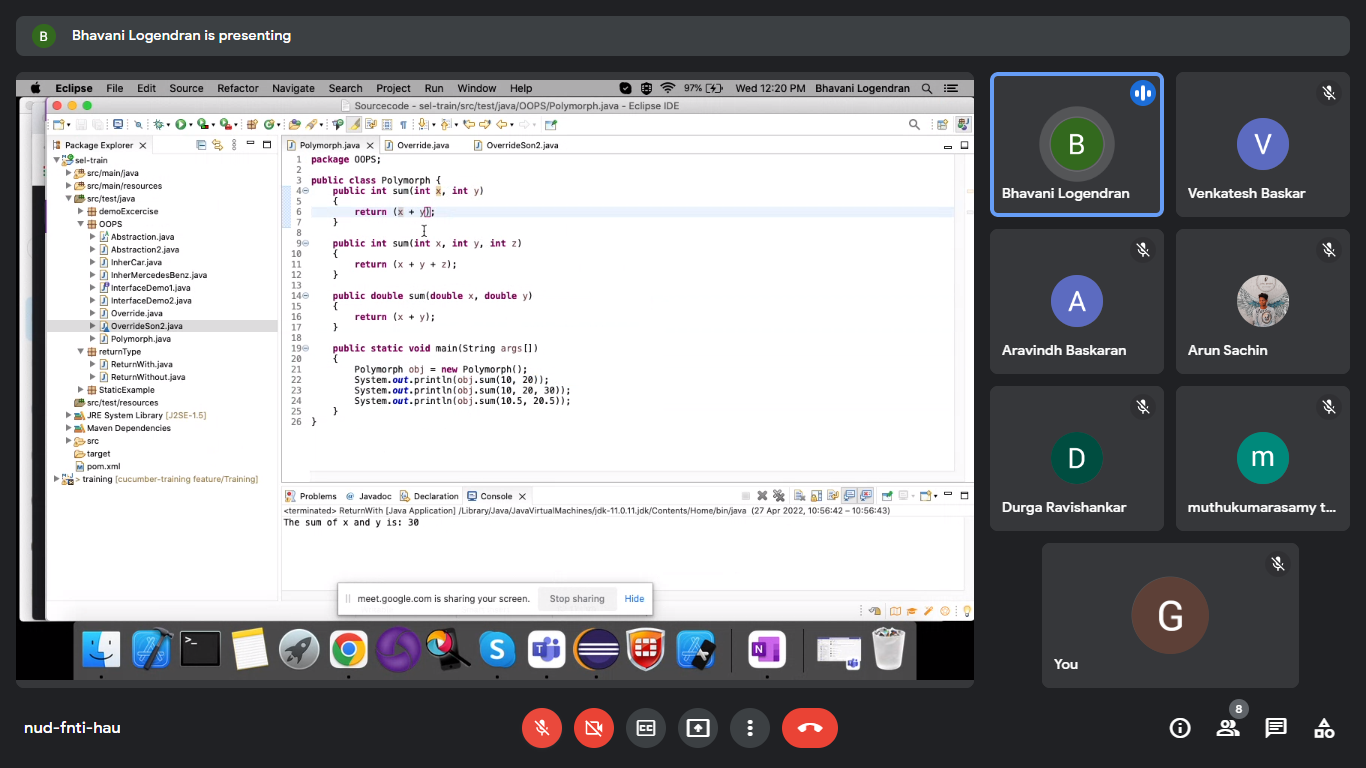 B
Bhavani Logendran is presenting
Eclipse File Edit Source Refactor Navigate Search Project Run Window Help 97% Wed 12:20 PM Bhavani Logendran
Sourcecode - sel-train/src/test/java/OOPS/Polymorph.java - Eclipse IDE
Package Explorer
sel-train
src/main/java
src/main/resources
src/test/java
demoExcercise
OOPS
Abstraction.java
Abstraction2.java
InherCar.java
InherMercedesBenz.java
InterfaceDemo1.java
InterfaceDemo2.java
Override.java
OverrideSon2.java
Polymorph.java
returnType
ReturnWith.java
ReturnWithout.java
StaticExample
src/test/resources
JRE System Library [J2SE-1.5]
Maven Dependencies
src
target
pom.xml
> training [cucumber-training feature/Training]
Polymorph.java Override.java OverrideSon2.java
1 package OOPS;
2
3 public class Polymorph {
4 public int sum(int x, int y)
5 {
6 return (x + y);
7 }
8
9 public int sum(int x, int y, int z)
10 {
11 return (x + y + z);
12 }
13
14 public double sum(double x, double y)
15 {
16 return (x + y);
17 }
18
19 public static void main(String args[])
20 {
21 Polymorph obj = new Polymorph();
22 System.out.println(obj.sum(10, 20));
23 System.out.println(obj.sum(10, 20, 30));
24 System.out.println(obj.sum(10.5, 20.5));
25 }
26 }
Problems @ Javadoc Declaration Console
<terminated> ReturnWith [Java Application] /Library/Java/JavaVirtualMachines/jdk-11.0.11.jdk/Contents/Home/bin/java (27 Apr 2022, 10:56:42 – 10:56:43)
The sum of x and y is: 30
meet.google.com is sharing your screen. Stop sharing Hide
B
Bhavani Logendran
V
Venkatesh Baskar
A
Aravindh Baskaran
Arun Sachin
D
Durga Ravishankar
m
muthukumarasamy t...
G
You
nud-fnti-hau
8